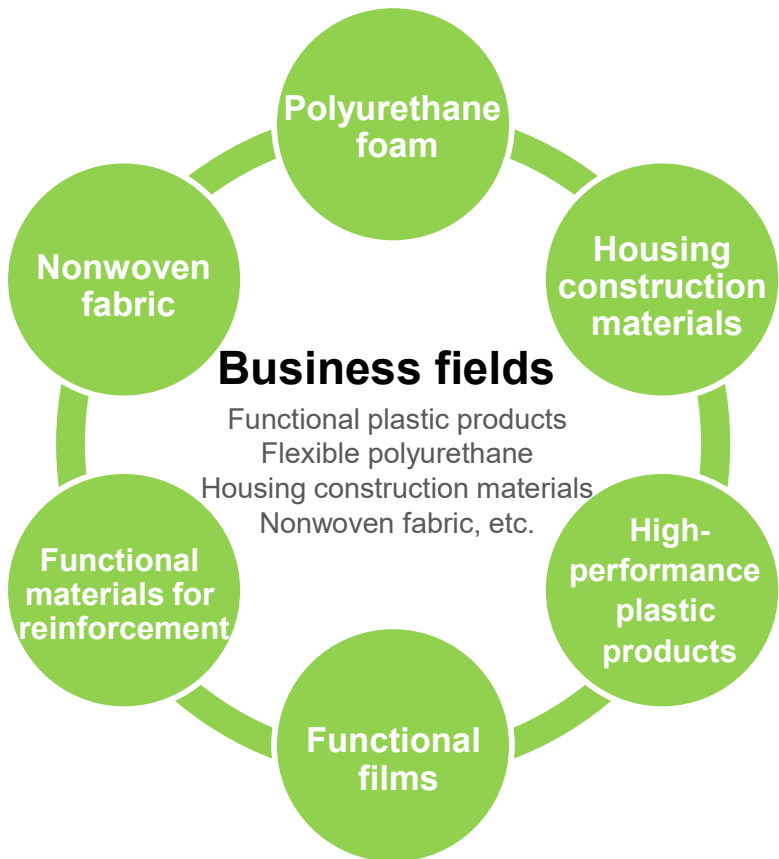 Polyurethane
foam
Housing
construction
materials
High-
performance
plastic
products
Functional
films
Functional
materials for
reinforcement
Nonwoven
fabric
Business fields
Functional plastic products
Flexible polyurethane
Housing construction materials
Nonwoven fabric, etc.